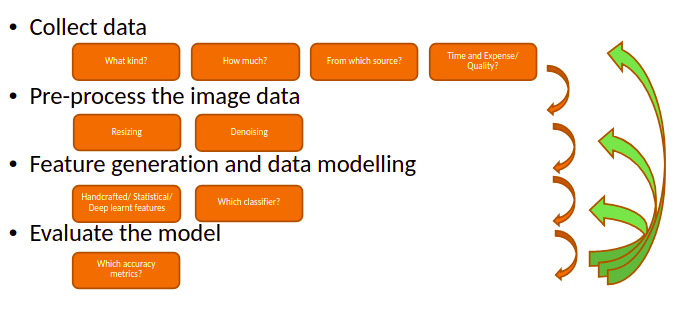 • Collect data
What kind?
How much?
From which source?
Time and Expense/
Quality?
• Pre-process the image data
Resizing
Denoising
• Feature generation and data modelling
Handcrafted/ Statistical/
Deep learnt features
Which classifier?
• Evaluate the model
Which accuracy
metrics?